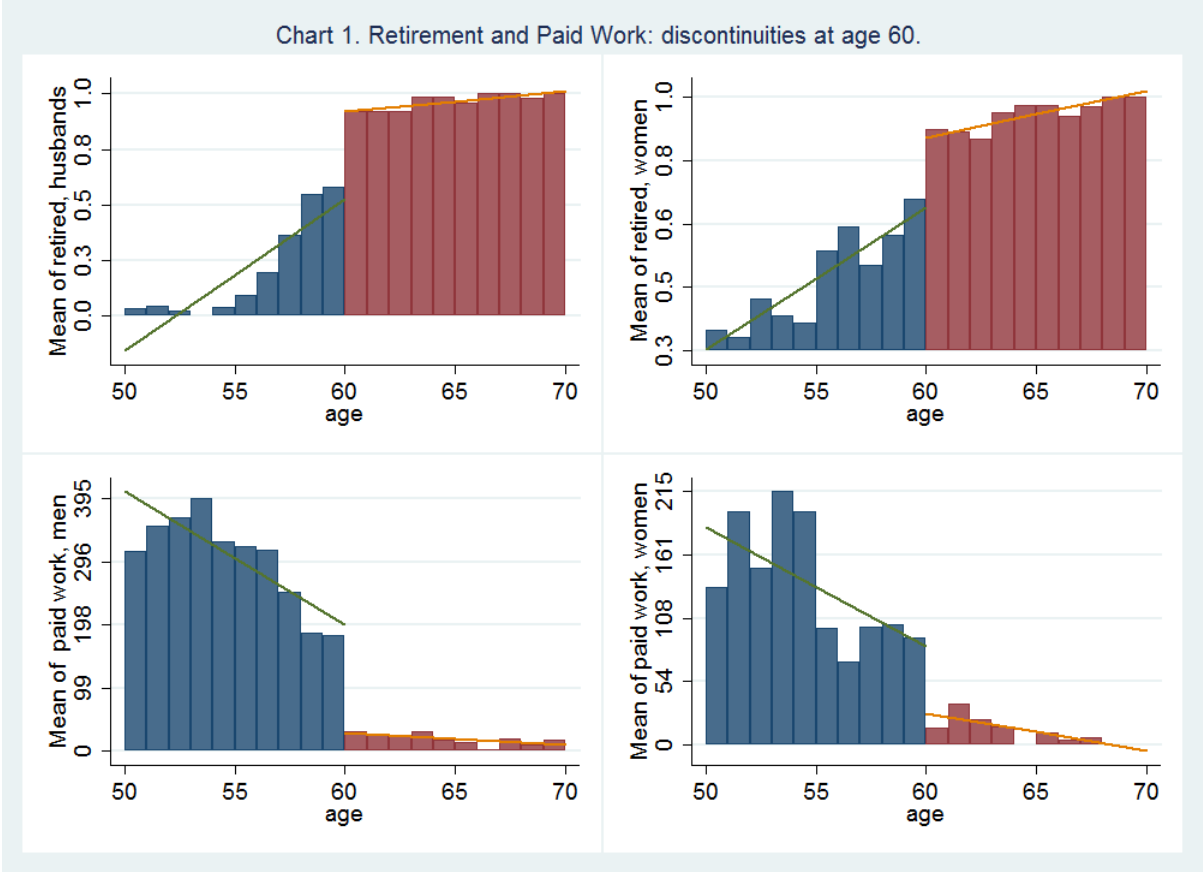 Chart 1. Retirement and Paid Work: discontinuities at age 60.
Mean of retired, husbands
1.0
0.8
0.5
0.3
0.0
50 55 60 65 70
age
Mean of retired, women
1.0
0.8
0.6
0.5
0.3
50 55 60 65 70
age
Mean of paid work, men
395
296
198
99
0
50 55 60 65 70
age
Mean of paid work, women
215
161
108
54
0
50 55 60 65 70
age